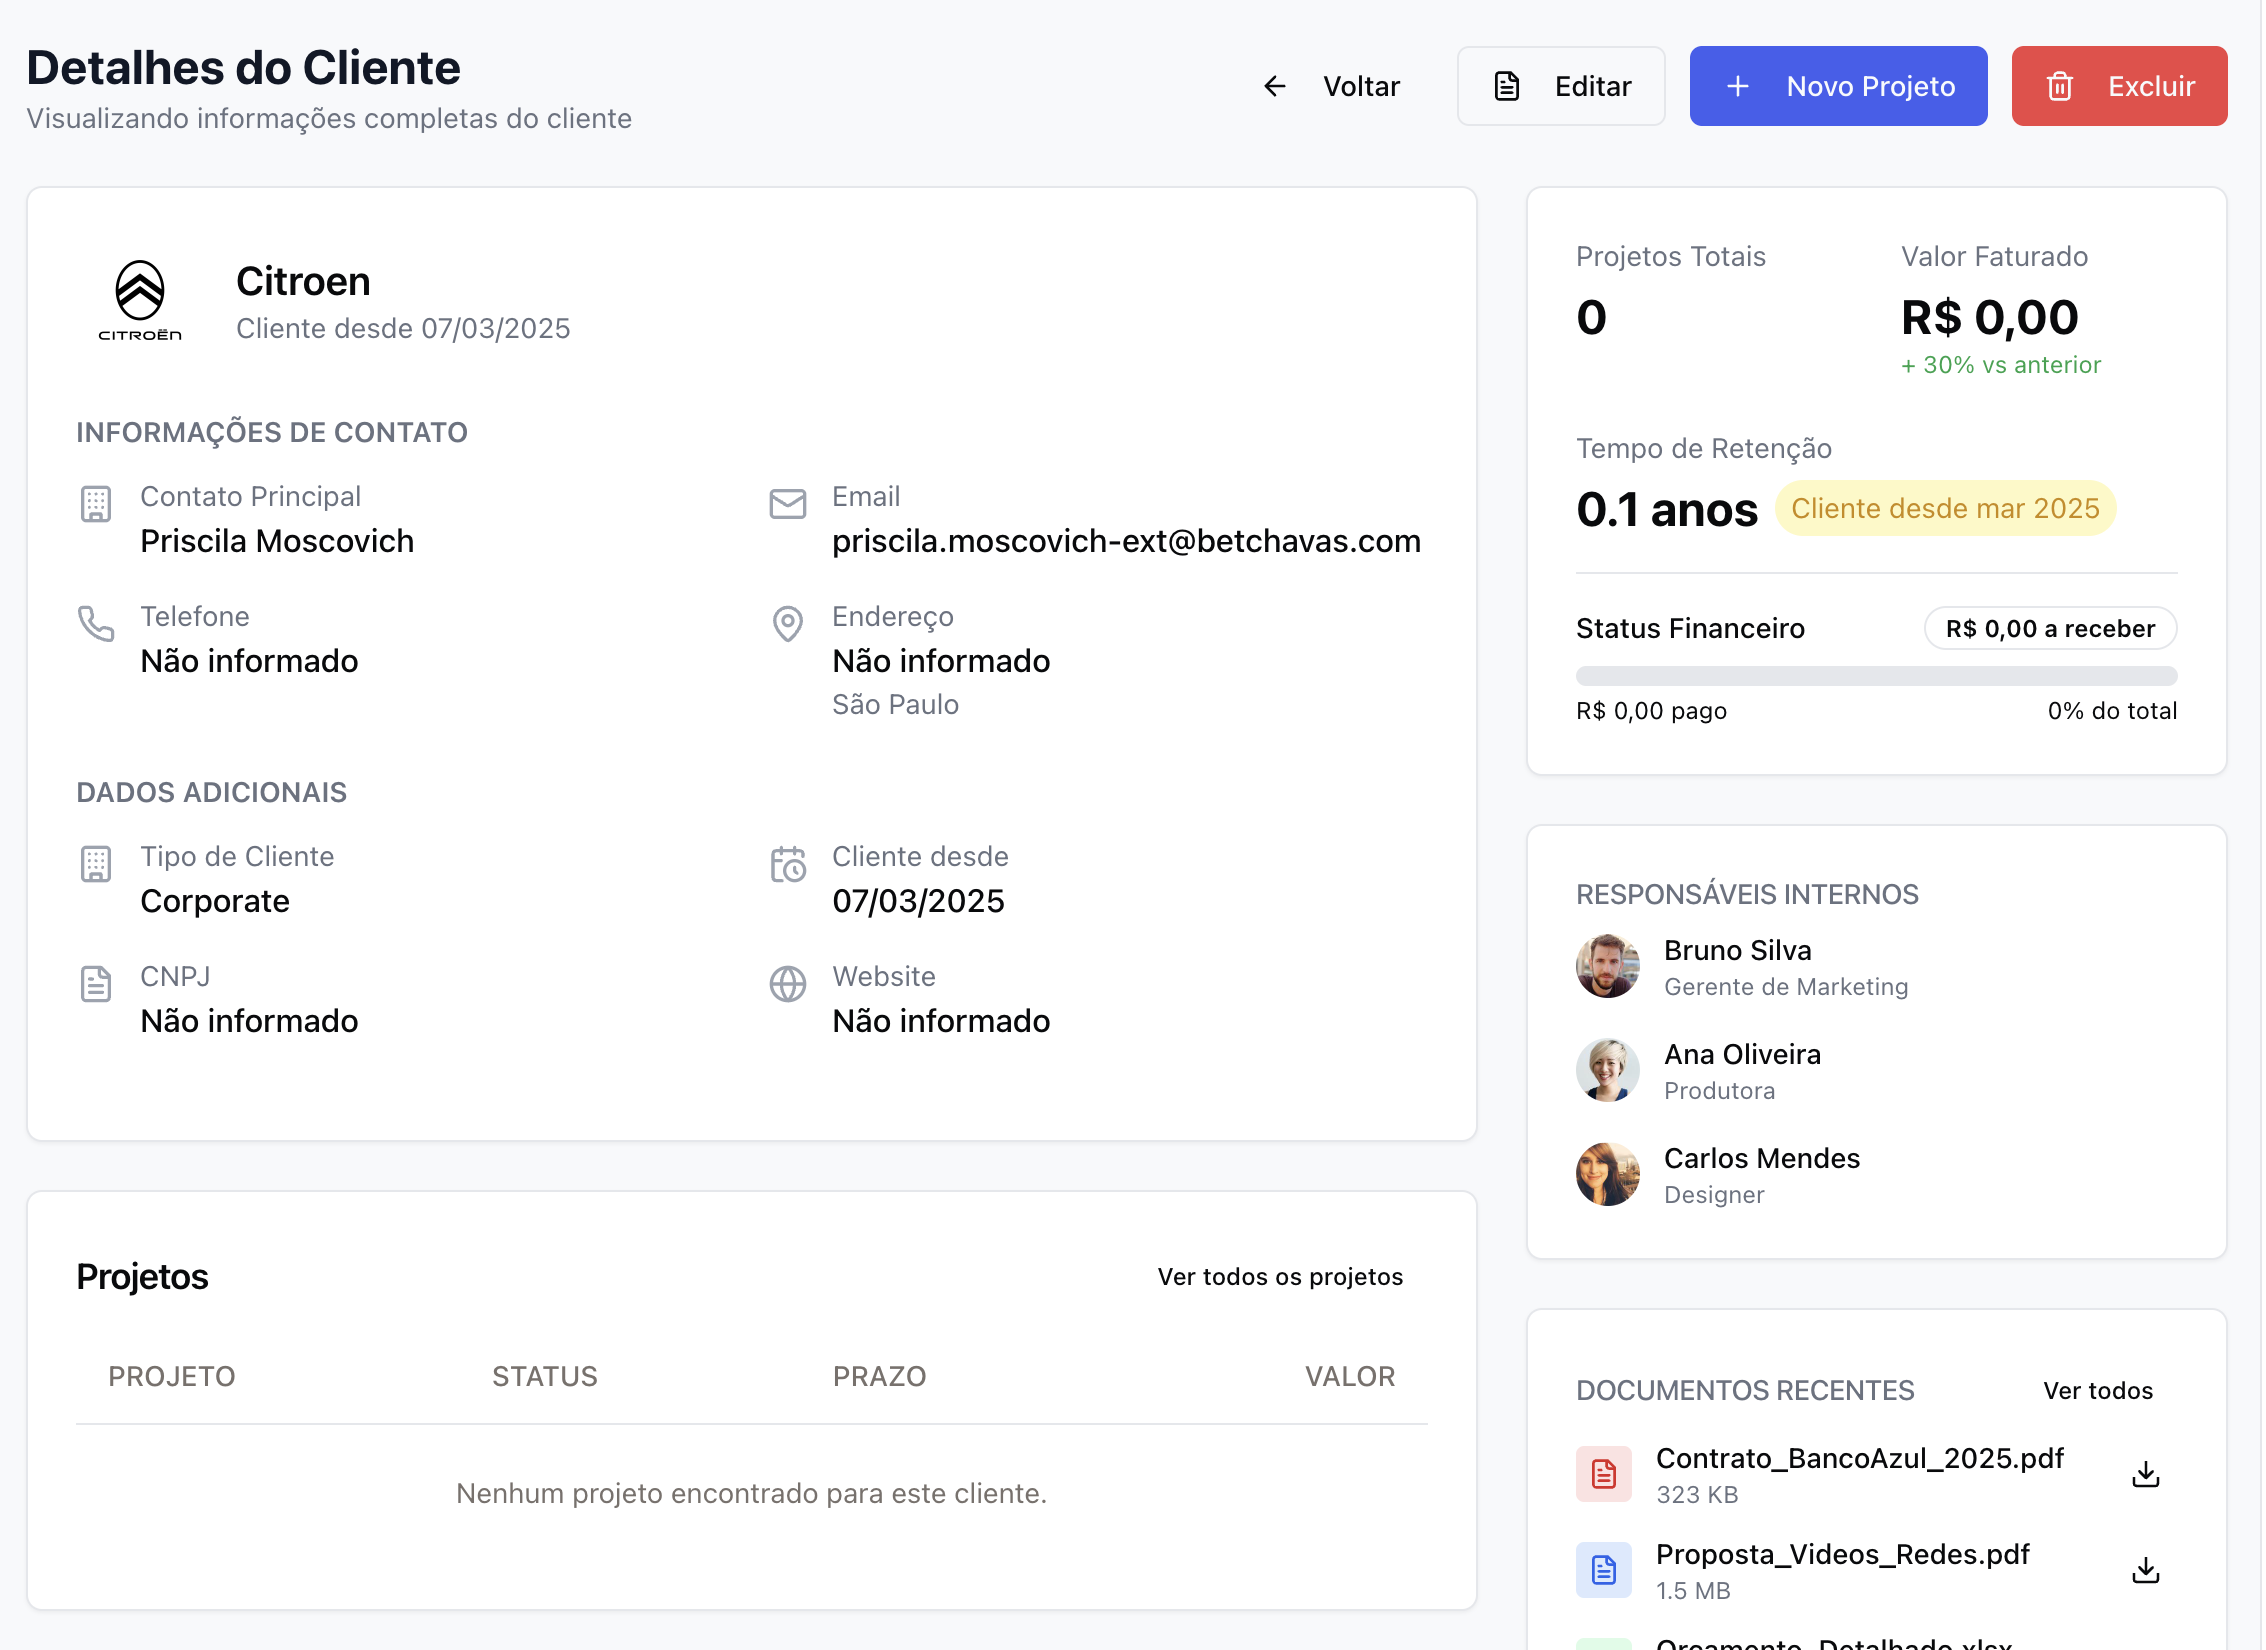 Detalhes do Cliente
Visualizando informações completas do cliente
Voltar
Editar
Novo Projeto
Excluir
CITROËN
Citroen
Cliente desde 07/03/2025
INFORMAÇÕES DE CONTATO
Contato Principal
Priscila Moscovich
Email
priscila.moscovich-ext@betchavas.com
Telefone
Não informado
Endereço
Não informado
São Paulo
DADOS ADICIONAIS
Tipo de Cliente
Corporate
Cliente desde
07/03/2025
CNPJ
Não informado
Website
Não informado
Projetos
Ver todos os projetos
PROJETO STATUS PRAZO VALOR
Nenhum projeto encontrado para este cliente.
Projetos Totais
0
Valor Faturado
R$ 0,00
+ 30% vs anterior
Tempo de Retenção
0.1 anos
Cliente desde mar 2025
Status Financeiro
R$ 0,00 a receber
R$ 0,00 pago
0% do total
RESPONSÁVEIS INTERNOS
Bruno Silva
Gerente de Marketing
Ana Oliveira
Produtora
Carlos Mendes
Designer
DOCUMENTOS RECENTES
Ver todos
Contrato_BancoAzul_2025.pdf
323 KB
Proposta_Videos_Redes.pdf
1.5 MB
Orcamento_Detalhado.xlsx